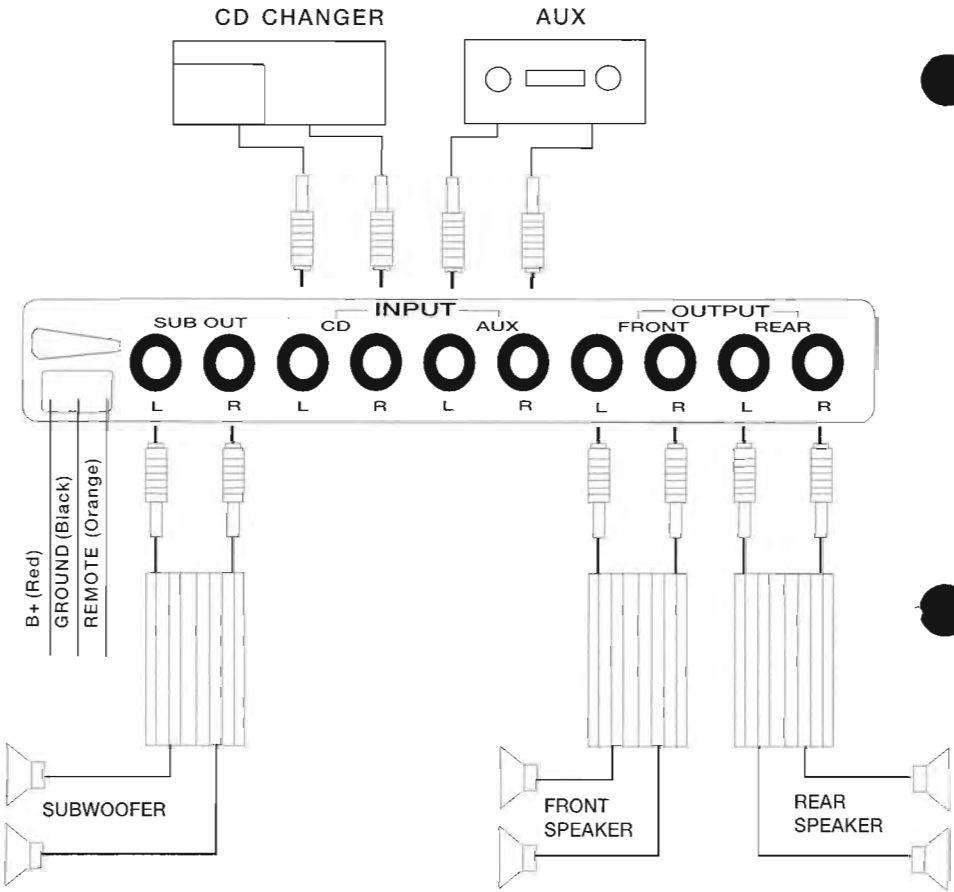 CD CHANGER
AUX
INPUT
OUTPUT
SUB OUT
CD
AUX
FRONT
REAR
L
R
L
R
L
R
L
R
L
R
B+ (Red)
GROUND (Black)
REMOTE (Orange)
SUBWOOFER
FRONT
SPEAKER
REAR
SPEAKER